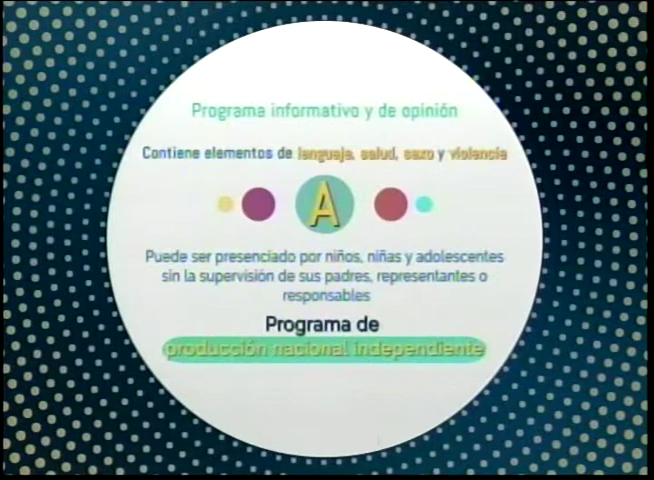 Programa informativo y de opinión
Contiene elementos de lenguaje, salud, sexo y violencia
A
Puede ser presenciado por niños, niñas y adolescentes
sin la supervisión de sus padres, representantes o
responsables
Programa de
producción nacional independiente